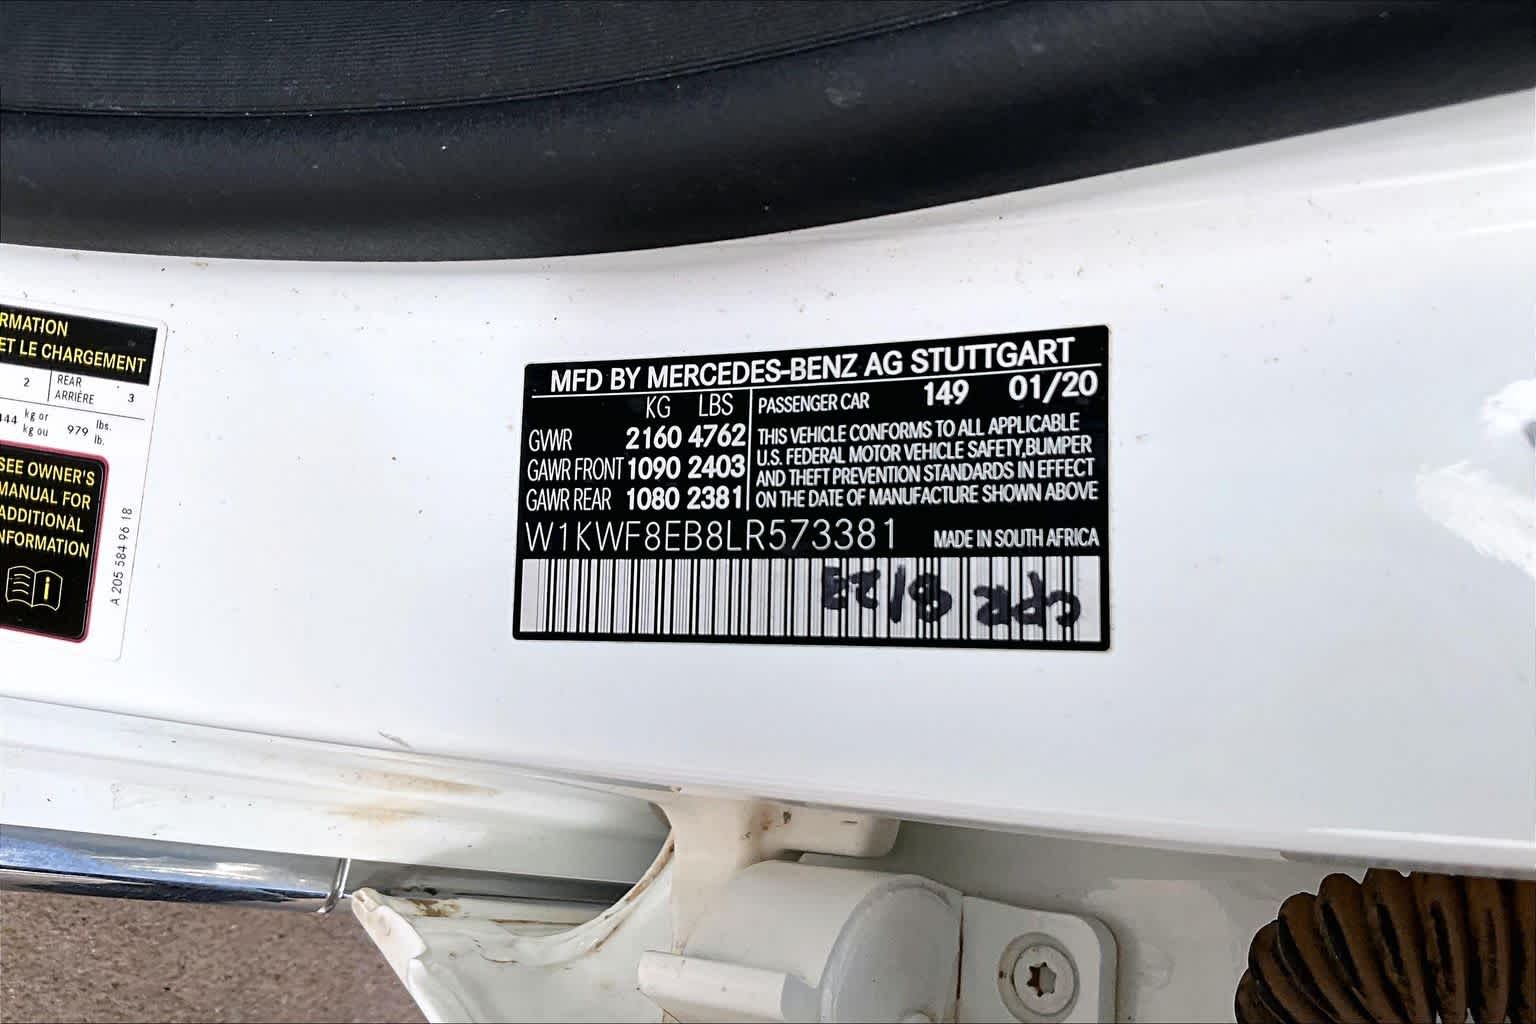 RMATION
ET LE CHARGEMENT
2 REAR ARRIÈRE 3
444 kg or kg ou 979 lbs. lb.
SEE OWNER'S
MANUAL FOR
ADDITIONAL
NFORMATION
A 205 584 96 18
MFD BY MERCEDES-BENZ AG STUTTGART
KG LBS
GVWR 2160 4762
GAWR FRONT 1090 2403
GAWR REAR 1080 2381
PASSENGER CAR 149 01/20
THIS VEHICLE CONFORMS TO ALL APPLICABLE
U.S. FEDERAL MOTOR VEHICLE SAFETY,BUMPER
AND THEFT PREVENTION STANDARDS IN EFFECT
ON THE DATE OF MANUFACTURE SHOWN ABOVE
W1KWF8EB8LR573381 MADE IN SOUTH AFRICA